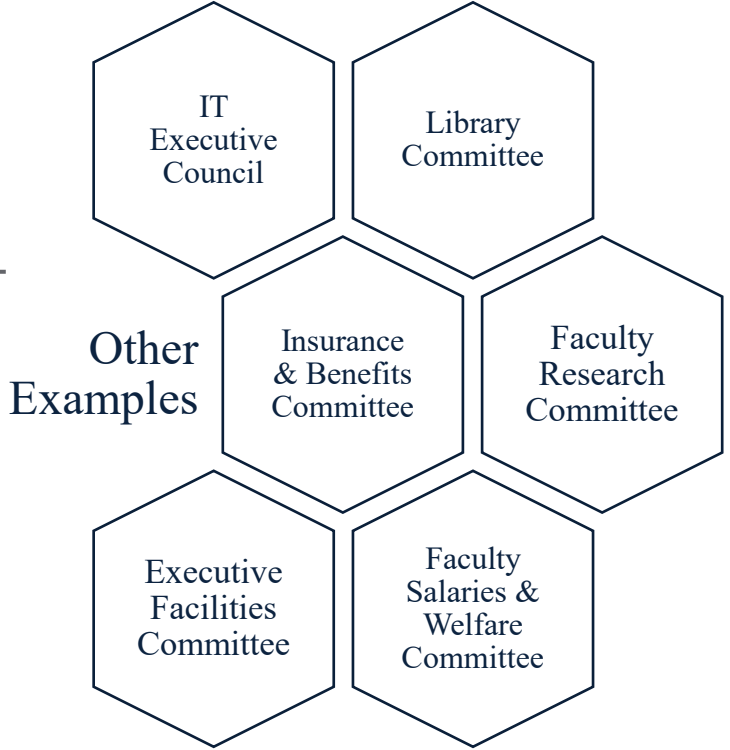 IT
Executive
Council
Library
Committee
Other
Examples
Insurance
& Benefits
Committee
Faculty
Research
Committee
Executive
Facilities
Committee
Faculty
Salaries &
Welfare
Committee